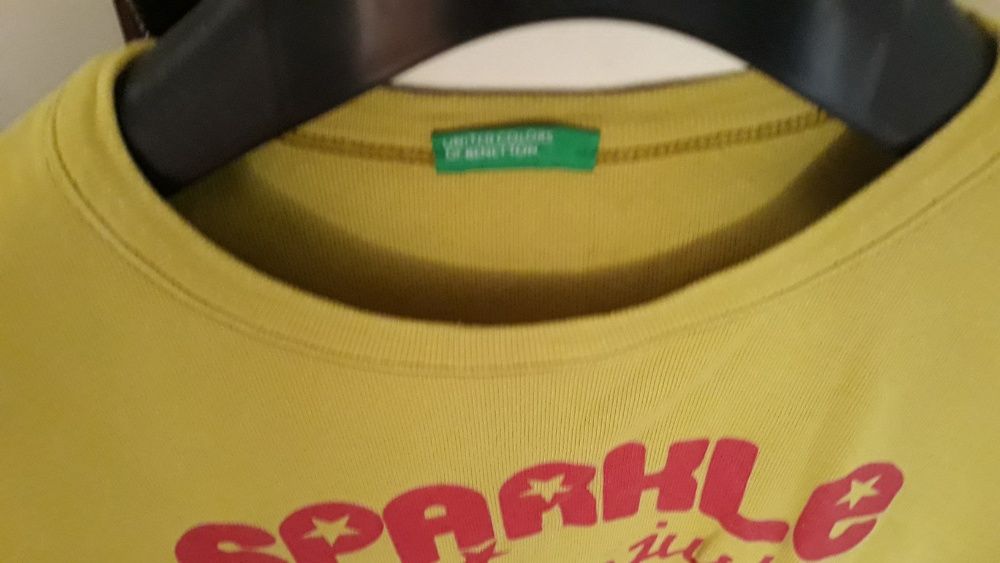 UNITED COLORS
OF BENETTON
SPARKLE